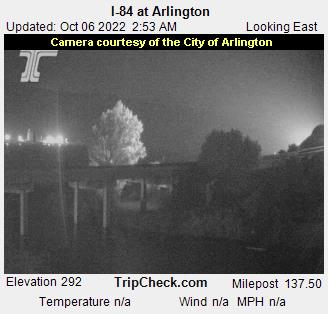 I-84 at Arlington
Updated: Oct 06 2022 2:53 AM Looking East
Camera courtesy of the City of Arlington
Elevation 292 TripCheck.com Milepost 137.50
Temperature n/a Wind n/a MPH n/a